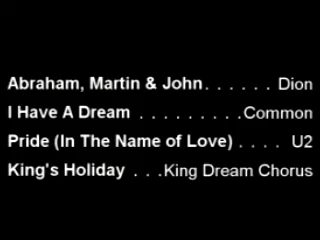 Abraham, Martin & John. . . . . . Dion
I Have A Dream . . . . . . . . .Common
Pride (In The Name of Love) . . . . U2
King's Holiday . . .King Dream Chorus